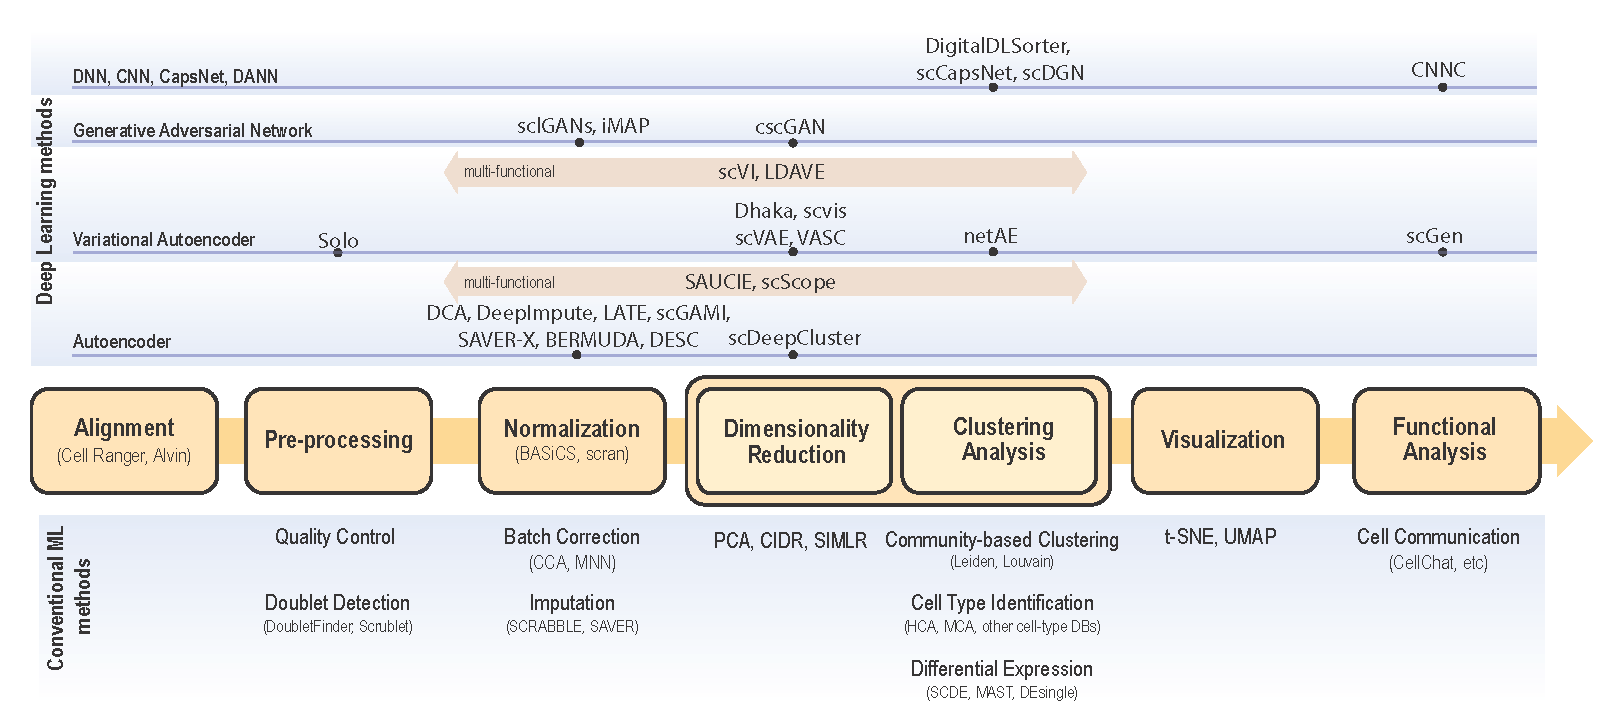 DigitalDLSorter,
scCapsNet, scDGN
CNNC
DNN, CNN, CapsNet, DANN
Generative Adversarial Network
scIGANs, iMAP
cscGAN
multi-functional
scVI, LDAVE
Dhaka, scvis
scVAE, VASC
Variational Autoencoder
Solo
netAE
scGen
multi-functional
SAUCIE, scScope
DCA, DeepImpute, LATE, scGAMI,
SAVER-X, BERMUDA, DESC
scDeepCluster
Autoencoder
Deep Learning methods
Alignment
(Cell Ranger, Alvin)
Pre-processing
Normalization
(BASiCS, scran)
Dimensionality
Reduction
Clustering
Analysis
Visualization
Functional
Analysis
Conventional ML
methods
Quality Control
Doublet Detection
(DoubletFinder, Scrublet)
Batch Correction
(CCA, MNN)
Imputation
(SCRABBLE, SAVER)
PCA, CIDR, SIMLR
Community-based Clustering
(Leiden, Louvain)
Cell Type Identification
(HCA, MCA, other cell-type DBs)
Differential Expression
(SCDE, MAST, DEsingle)
t-SNE, UMAP
Cell Communication
(CellChat, etc)